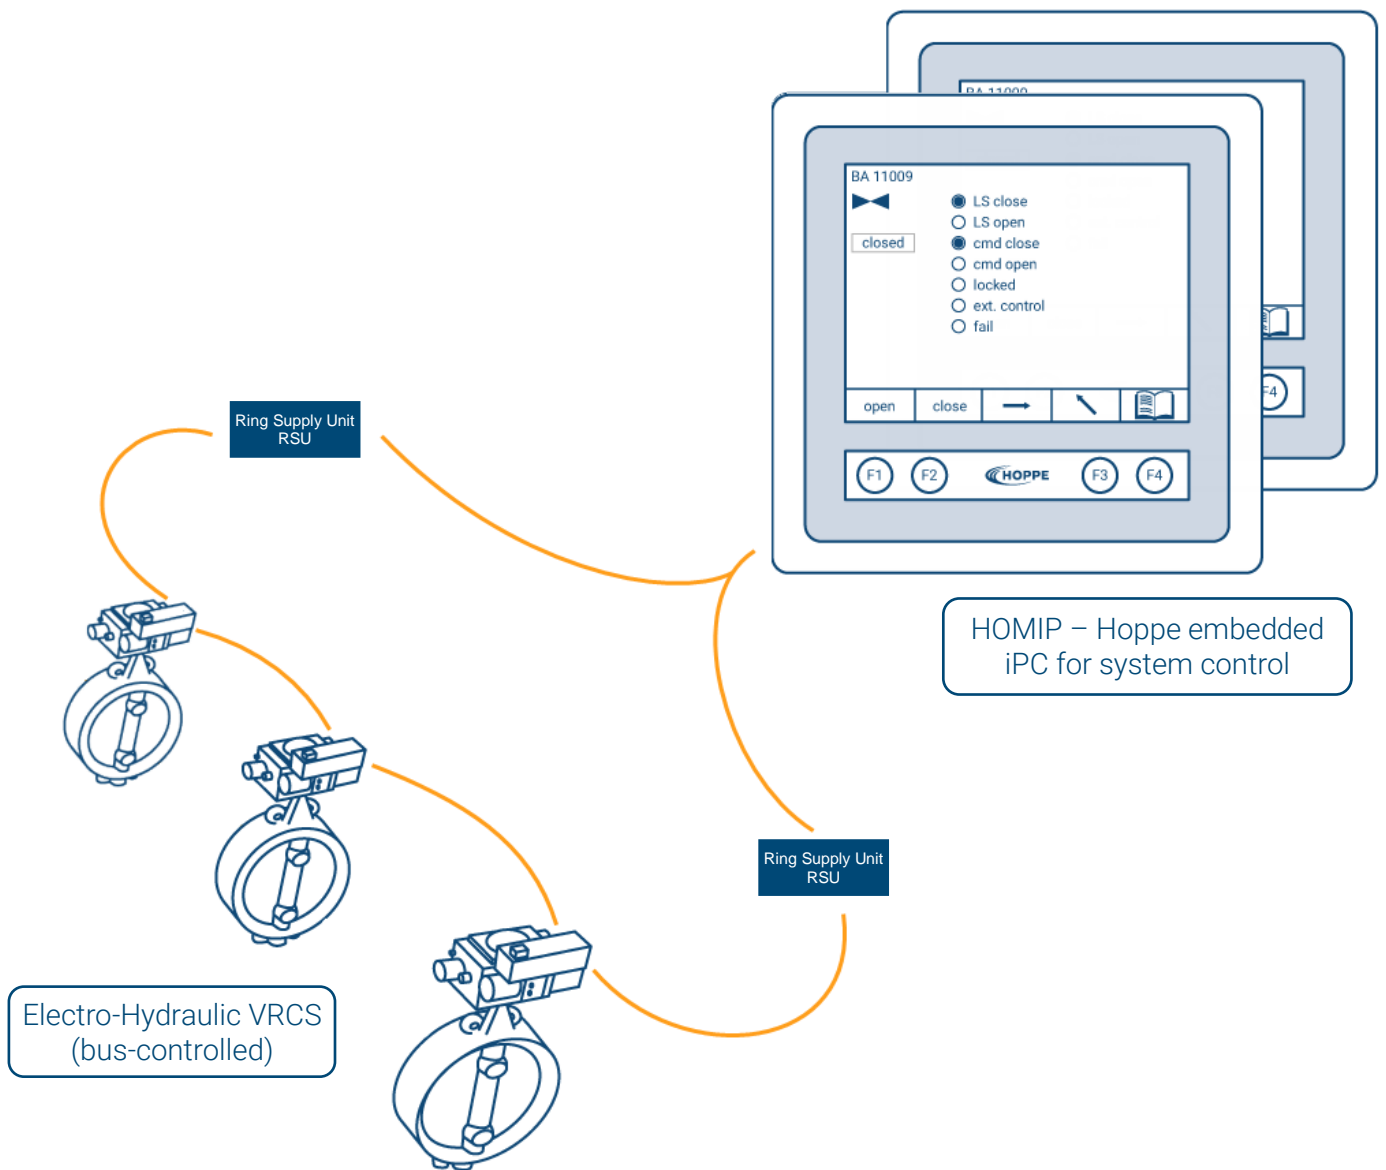 BA 11009
BA 11009
LS close
LS open
closed
cmd close
cmd open
locked
ext. control
fail
open
close
F4
F1
F2
HOPPE
F3
F4
Ring Supply Unit
RSU
HOMIP – Hoppe embedded
iPC for system control
Ring Supply Unit
RSU
Electro-Hydraulic VRCS
(bus-controlled)